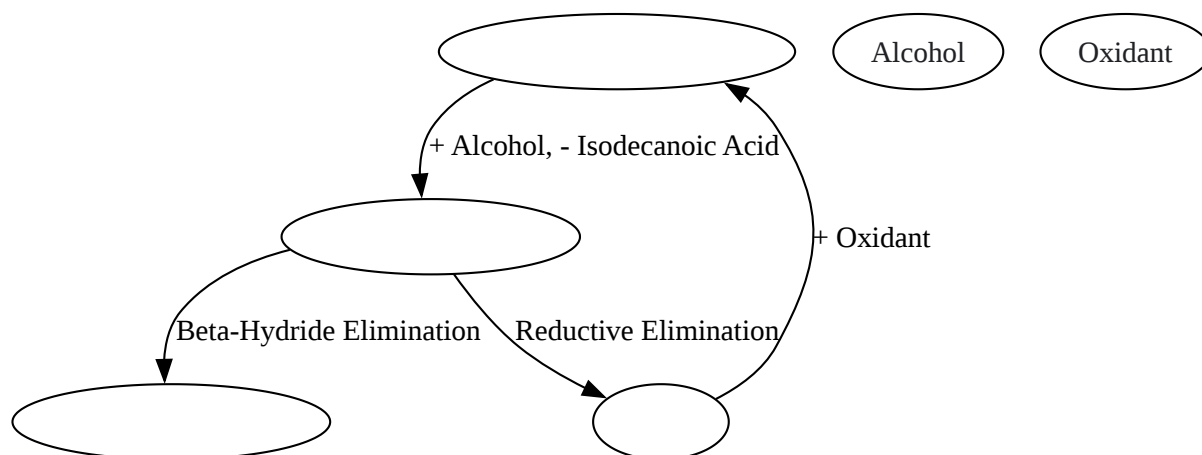 Alcohol
Oxidant
+ Alcohol, - Isodecanoic Acid
+ Oxidant
Beta-Hydride Elimination
Reductive Elimination